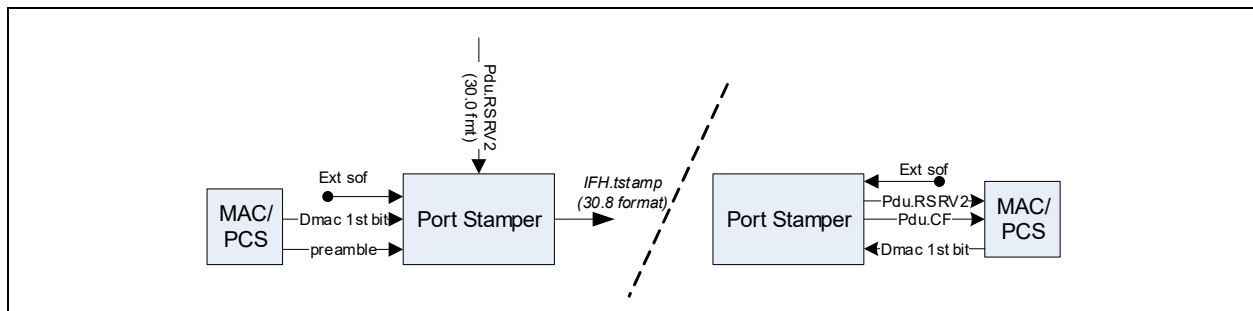 Pdu.RSRV2
(30.0 fmt)
Ext sof
MAC/
PCS
Dmac 1st bit
preamble
Port Stamper
IFH.tstamp
(30.8 format)
Port Stamper
Ext sof
Pdu.RSRV2
Pdu.CF
Dmac 1st bit
MAC/
PCS